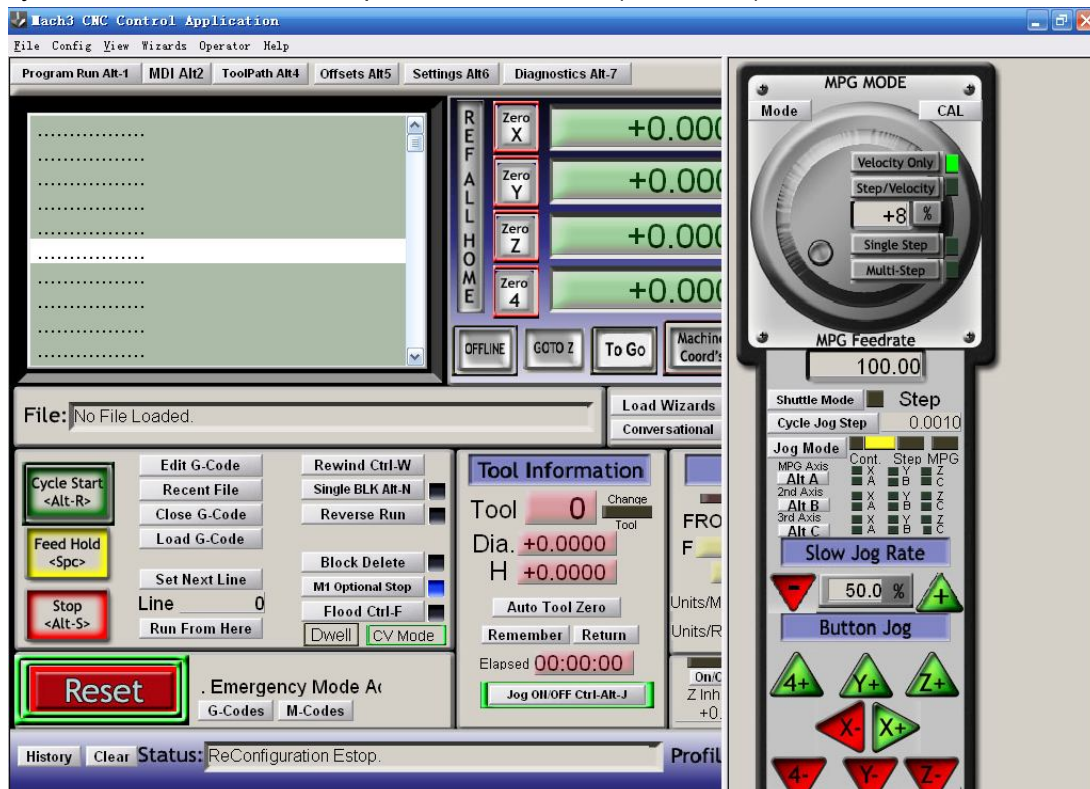 Mach3 CNC Control Application
File Config View Wizards Operator Help
Program Run Alt-1 MDI Alt2 ToolPath Alt4 Offsets Alt5 Settings Alt6 Diagnostics Alt-7
REF ALL HOME
Zero X +0.000
Zero Y +0.000
Zero Z +0.000
Zero 4 +0.000
OFFLINE GOTO Z To Go Machine Coord's
File: No File Loaded.
Load Wizards
Conversational
Cycle Start <Alt-R>
Feed Hold <Spc>
Stop <Alt-S>
Edit G-Code
Recent File
Close G-Code
Load G-Code
Set Next Line
Line 0
Run From Here
Rewind Ctrl-W
Single BLK Alt-N
Reverse Run
Block Delete
M1 Optional Stop
Flood Ctrl-F
Dwell CV Mode
Reset
. Emergency Mode Ac
G-Codes M-Codes
Tool Information
Tool 0 Change Tool
Dia. +0.0000
H +0.0000
Auto Tool Zero
Remember Return
Elapsed 00:00:00
Jog ON/OFF Ctrl-Alt-J
FRO
F
Units/M
Units/R
On/O
Z Inh
+0.
History Clear Status: ReConfiguration Estop.
Profil
MPG MODE
Mode CAL
Velocity Only
Step/Velocity
+8 %
Single Step
Multi-Step
MPG Feedrate
100.00
Shuttle Mode Step
Cycle Jog Step 0.0010
Jog Mode Cont. Step MPG
MPG Axis X Y Z
Alt A A B C
2nd Axis X Y Z
Alt B A B C
3rd Axis X Y Z
Alt C A B C
Slow Jog Rate
- 50.0 % +
Button Jog
4+ Y+ Z+
X- X+
4- Y- Z-